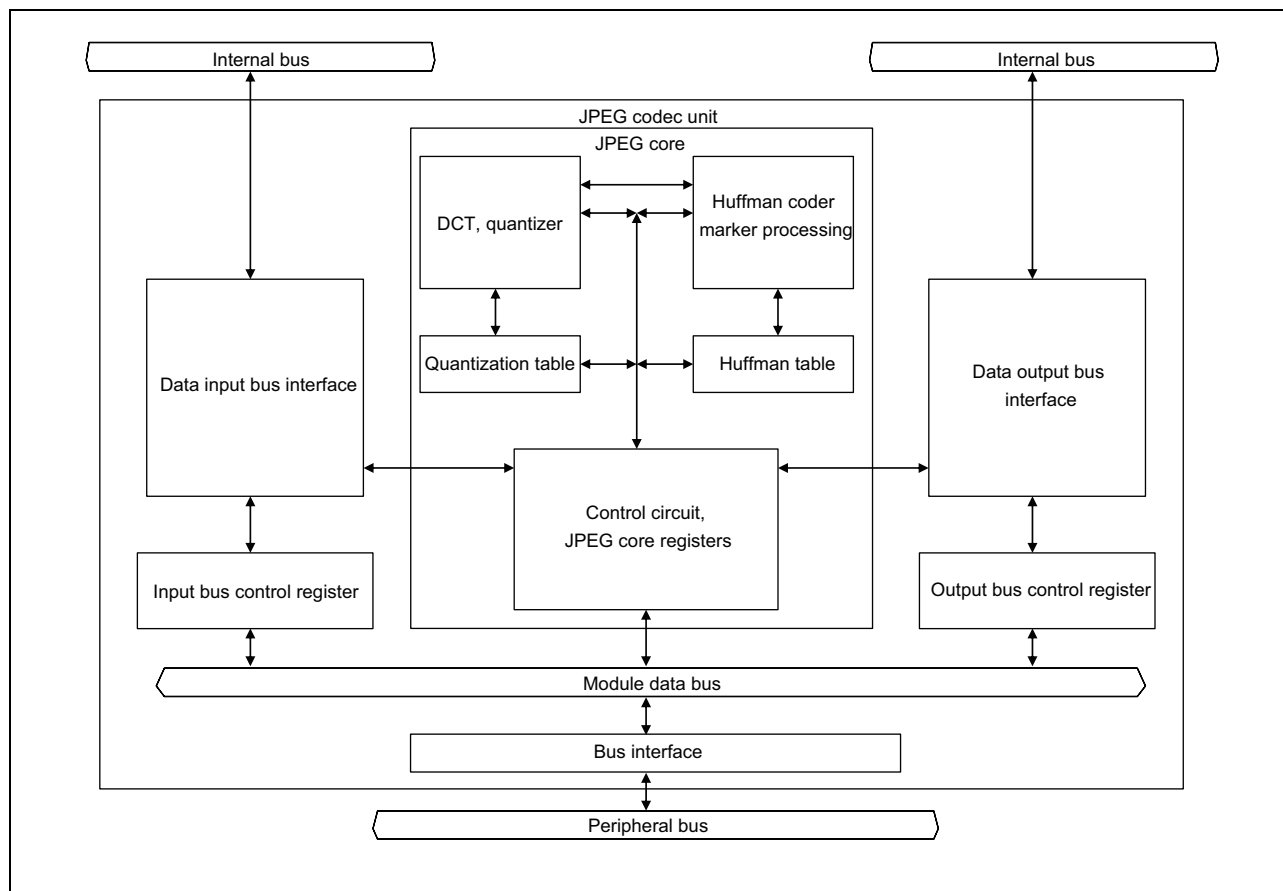 Internal bus
Internal bus
JPEG codec unit
JPEG core
DCT, quantizer
Huffman coder
marker processing
Quantization table
Huffman table
Data input bus interface
Data output bus
interface
Control circuit,
JPEG core registers
Input bus control register
Output bus control register
Module data bus
Bus interface
Peripheral bus